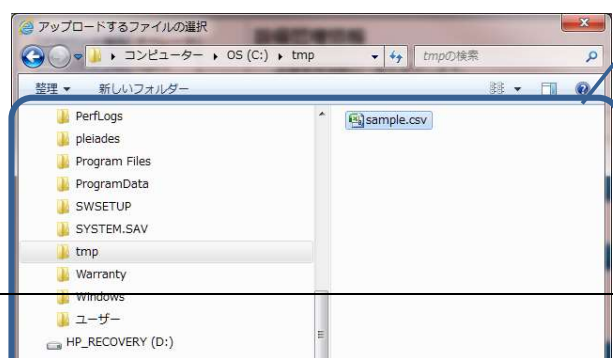 アップロードするファイルの選択
コンピューター ▸ OS (C:) ▸ tmp
tmpの検索
整理 ▼ 新しいフォルダー
PerfLogs
pleiades
Program Files
ProgramData
SWSETUP
SYSTEM.SAV
tmp
Warranty
Windows
ユーザー
HP_RECOVERY (D:)
sample.csv